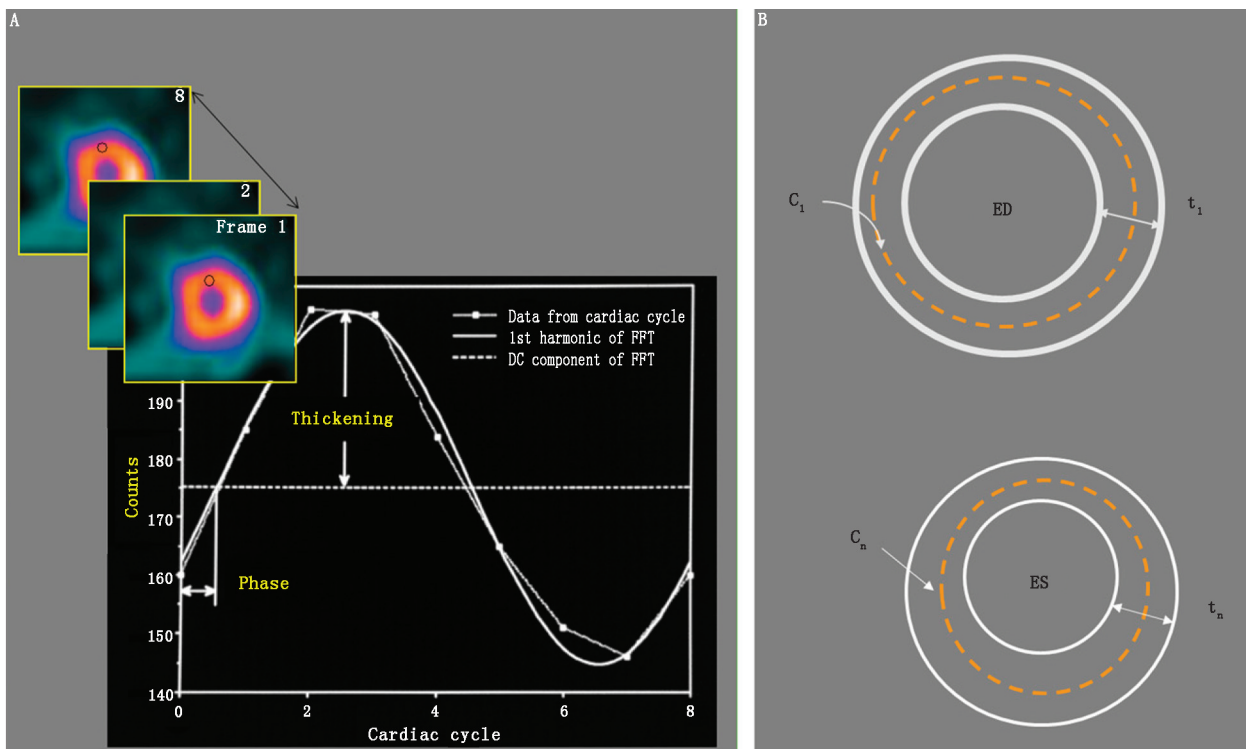 A
8
2
Frame 1
Data from cardiac cycle
1st harmonic of FFT
DC component of FFT
Thickening
Phase
Counts
190
180
170
160
150
140
0 2 4 6 8
Cardiac cycle
B
C1
ED
t1
Cn
ES
tn